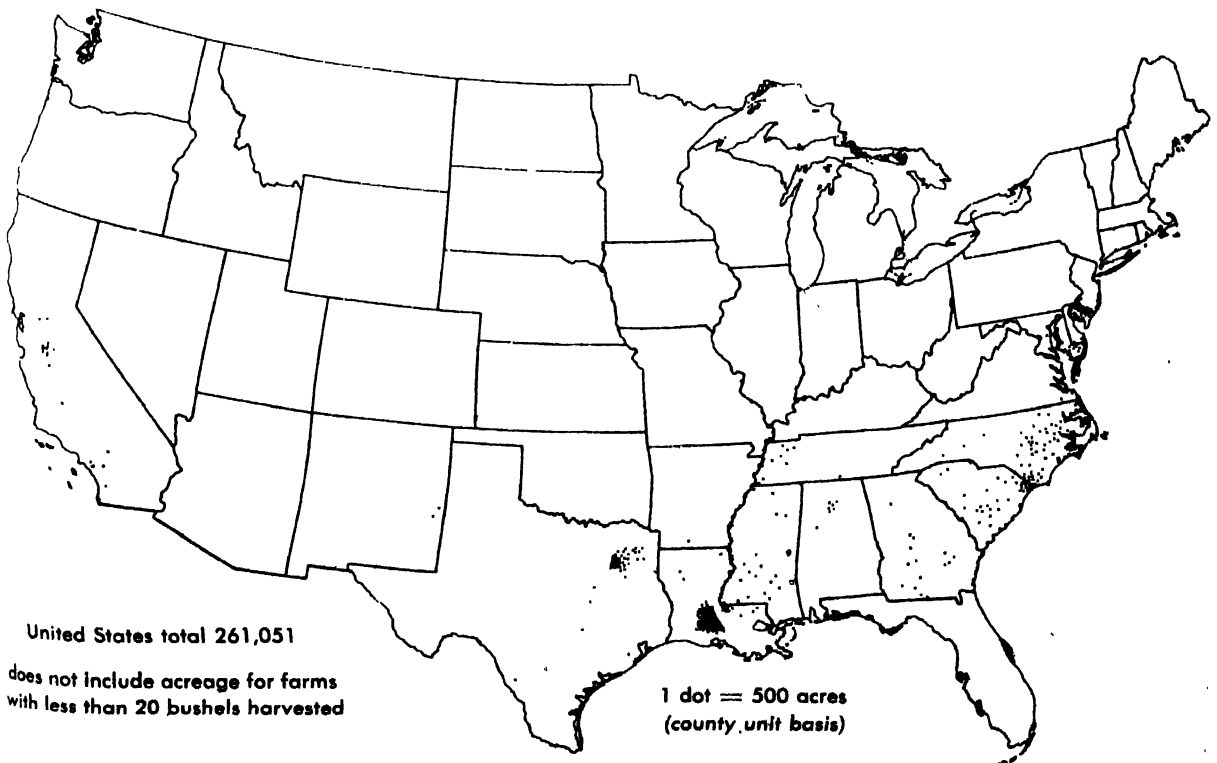 United States total 261,051
does not include acreage for farms
with less than 20 bushels harvested
1 dot = 500 acres
(county unit basis)